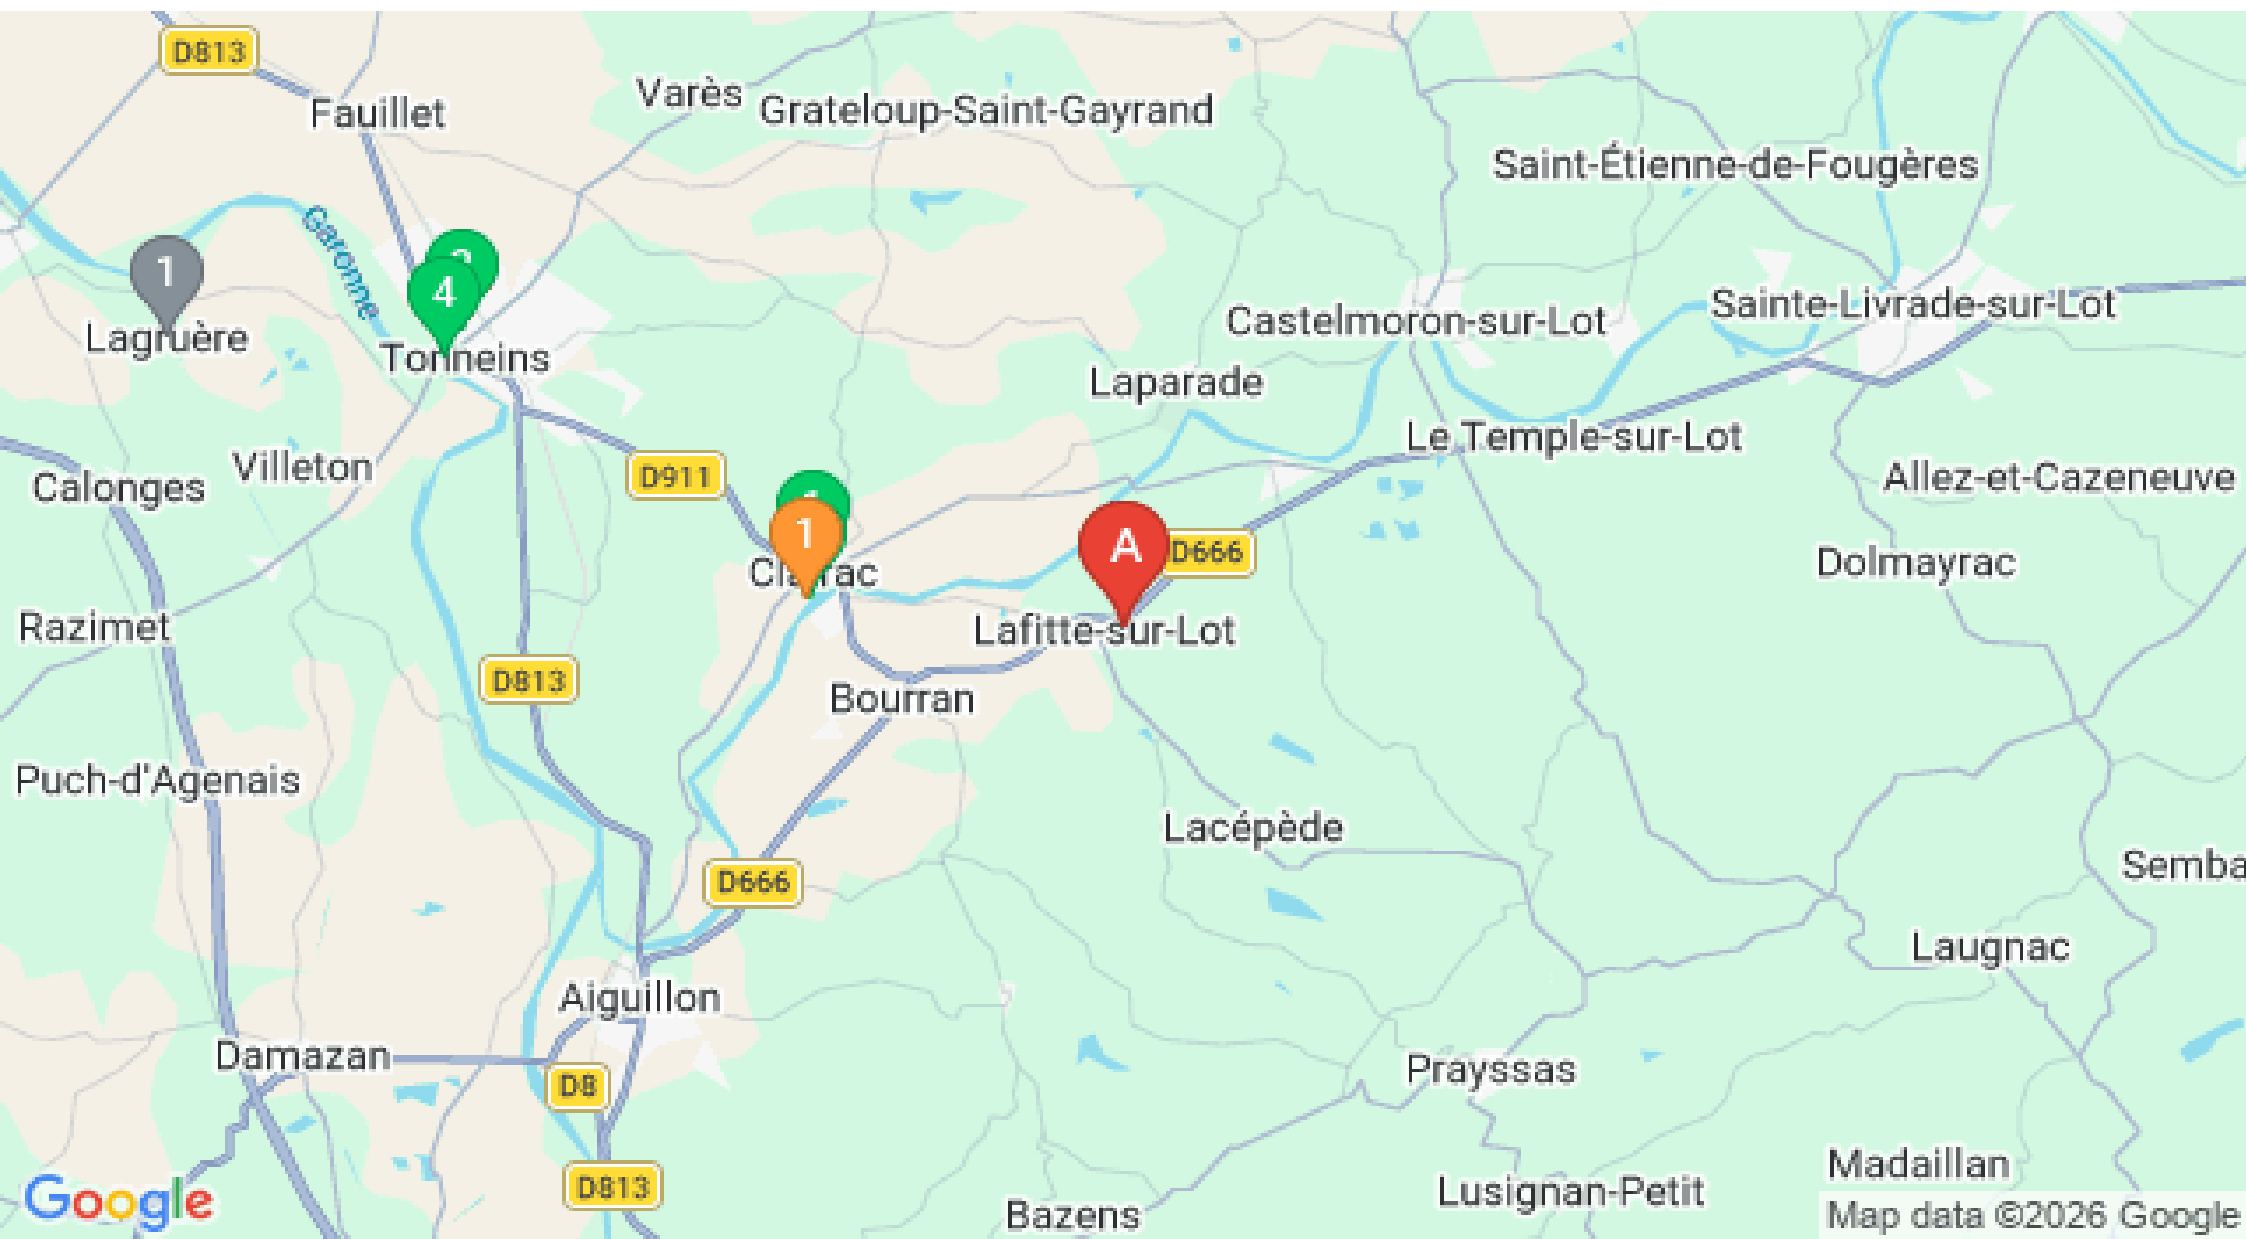 D813
Fauillet
Varès
Grateloup-Saint-Gayrand
Saint-Étienne-de-Fougères
Garonne
1
4
Lagruère
Tonneins
Castelmoron-sur-Lot
Sainte-Livrade-sur-Lot
Laparade
Le Temple-sur-Lot
Villeton
D911
Calonges
Allez-et-Cazeneuve
1
A
D666
Dolmayrac
Razimet
Lafitte-sur-Lot
D813
Bourran
Puch-d'Agenais
Lacépède
D666
Semba
Laugnac
Aiguillon
Damazan
D8
Prayssas
Madaillan
D813
Lusignan-Petit
Google
Bazens
Map data ©2026 Google